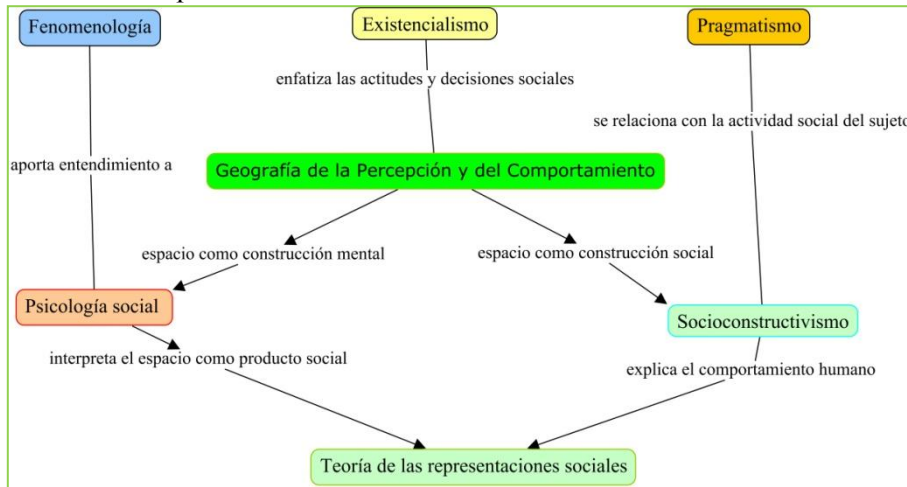 Fenomenología
Existencialismo
Pragmatismo
enfatiza las actitudes y decisiones sociales
se relaciona con la actividad social del sujeto
aporta entendimiento a
Geografía de la Percepción y del Comportamiento
espacio como construcción mental
espacio como construcción social
Psicología social
Socioconstructivismo
interpreta el espacio como producto social
explica el comportamiento humano
Teoría de las representaciones sociales